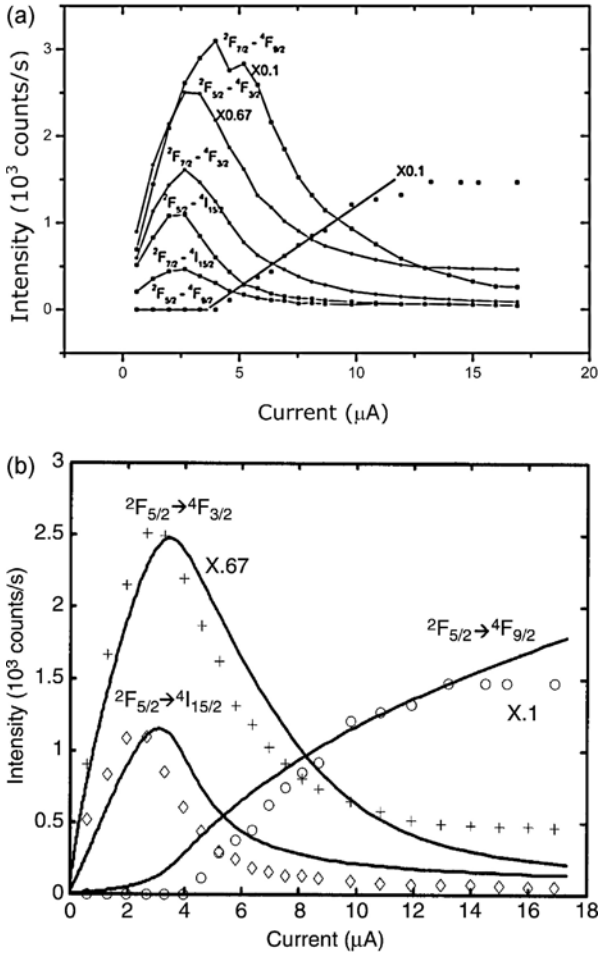 (a)
Intensity (10³ counts/s)
3
2
1
0
²F₇/₂ - ⁴F₉/₂
X0.1
²F₅/₂ - ⁴F₃/₂
X0.67
²F₇/₂ - ⁴F₃/₂
X0.1
²F₅/₂ - ⁴I₁₅/₂
²F₇/₂ - ⁴I₁₅/₂
²F₅/₂ - ⁴F₉/₂
0 5 10 15 20
Current (μA)
(b)
Intensity (10³ counts/s)
3
2.5
2
1.5
1
0.5
0
²F₅/₂→⁴F₃/₂
X.67
²F₅/₂→⁴F₉/₂
X.1
²F₅/₂→⁴I₁₅/₂
0 2 4 6 8 10 12 14 16 18
Current (μA)